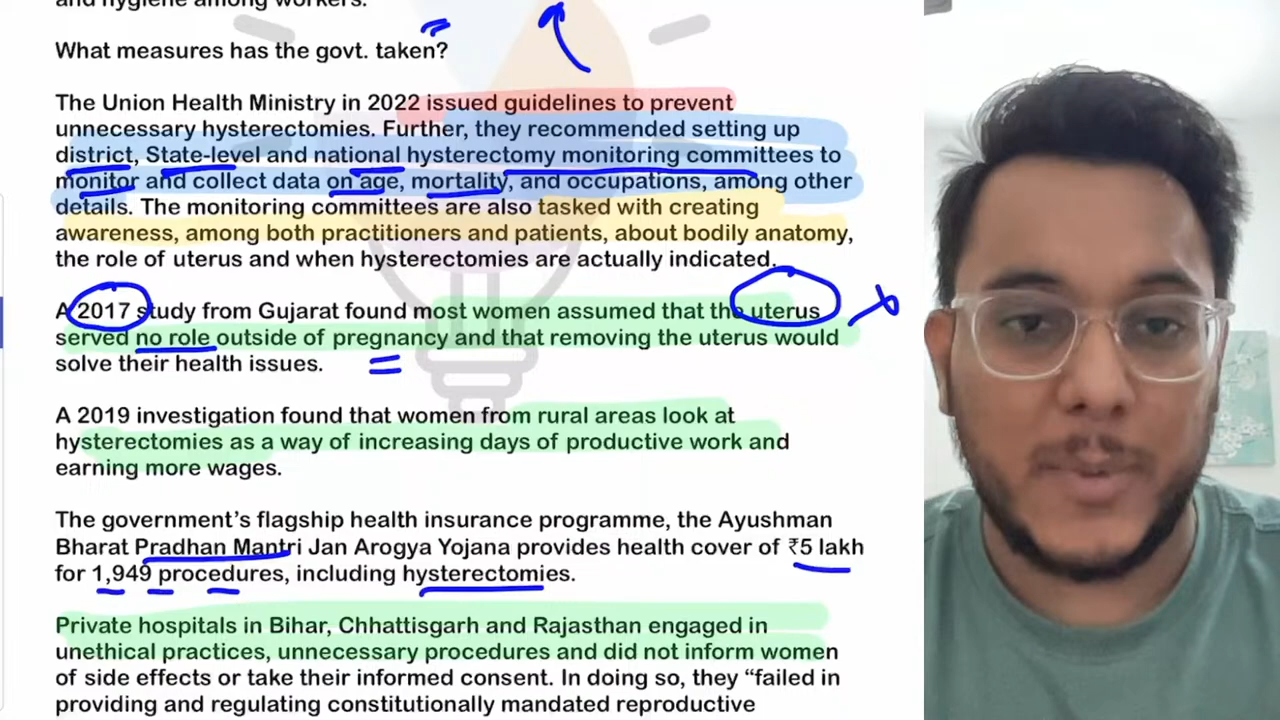 and hygiene among workers.
What measures has the govt. taken?
The Union Health Ministry in 2022 issued guidelines to prevent
unnecessary hysterectomies. Further, they recommended setting up
district, State-level and national hysterectomy monitoring committees to
monitor and collect data on age, mortality, and occupations, among other
details. The monitoring committees are also tasked with creating
awareness, among both practitioners and patients, about bodily anatomy,
the role of uterus and when hysterectomies are actually indicated.
A 2017 study from Gujarat found most women assumed that the uterus
served no role outside of pregnancy and that removing the uterus would
solve their health issues.
A 2019 investigation found that women from rural areas look at
hysterectomies as a way of increasing days of productive work and
earning more wages.
The government’s flagship health insurance programme, the Ayushman
Bharat Pradhan Mantri Jan Arogya Yojana provides health cover of ₹5 lakh
for 1,949 procedures, including hysterectomies.
Private hospitals in Bihar, Chhattisgarh and Rajasthan engaged in
unethical practices, unnecessary procedures and did not inform women
of side effects or take their informed consent. In doing so, they “failed in
providing and regulating constitutionally mandated reproductive